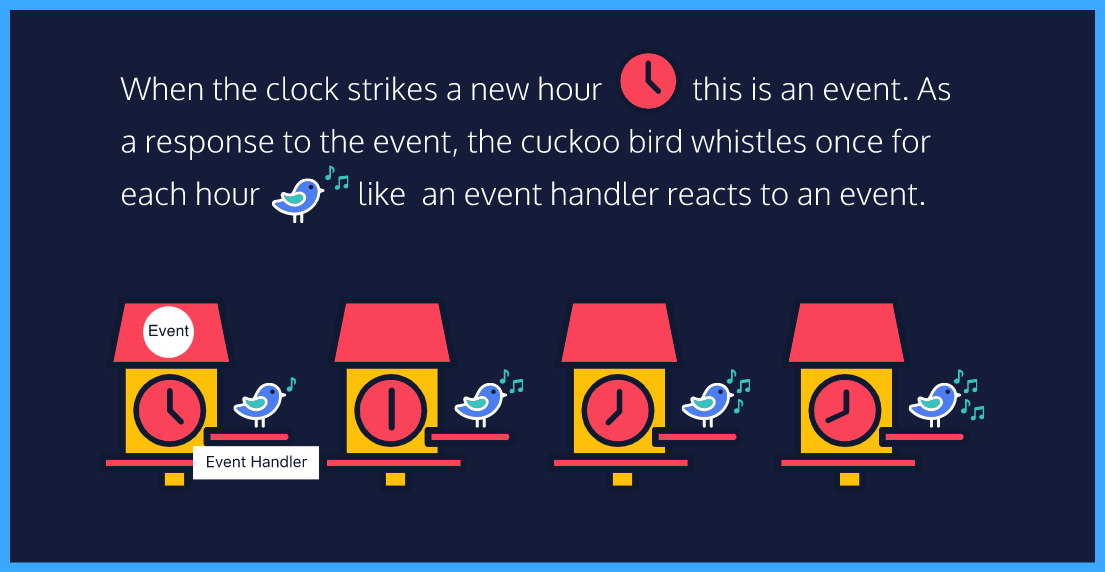 When the clock strikes a new hour this is an event. As
a response to the event, the cuckoo bird whistles once for
each hour like an event handler reacts to an event.
Event
Event Handler